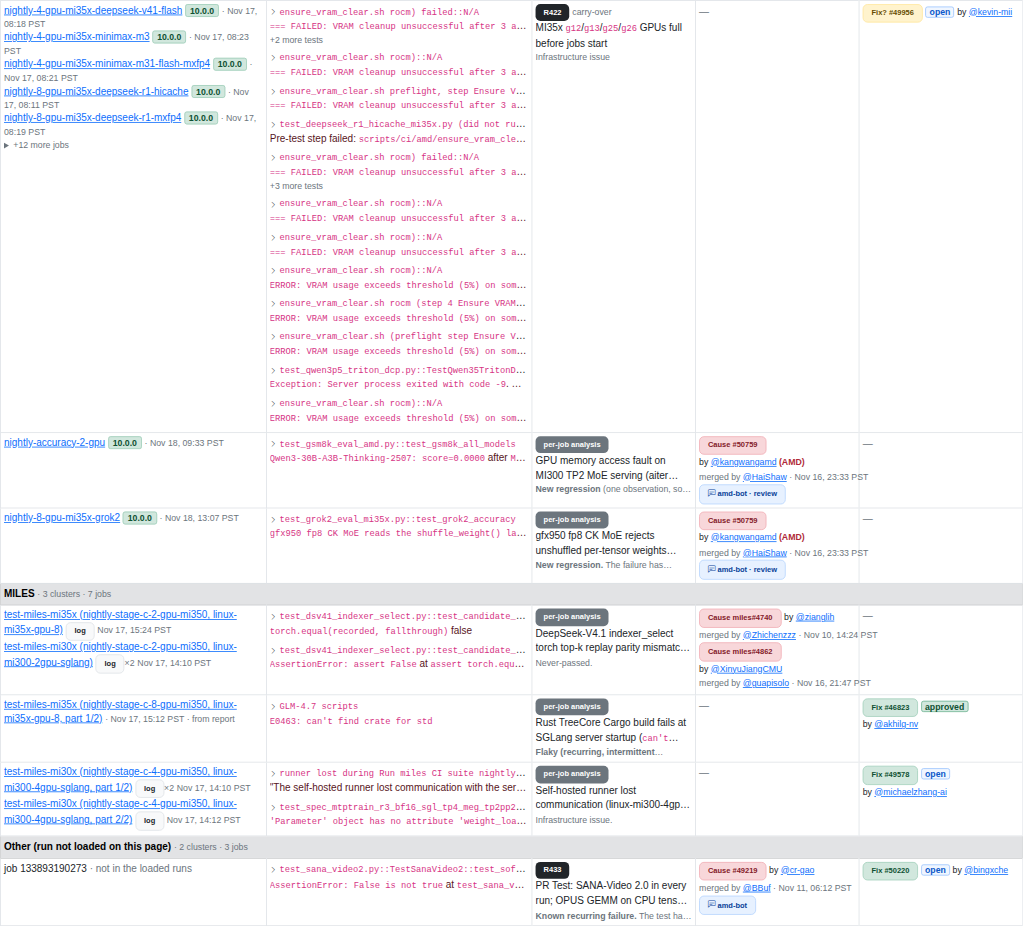 nightly-4-gpu-mi35x-deepseek-v41-flash 10.0.0 · Nov 17,
08:18 PST
nightly-4-gpu-mi35x-minimax-m3 10.0.0 · Nov 17, 08:23
PST
nightly-4-gpu-mi35x-minimax-m31-flash-mxfp4 10.0.0 ·
Nov 17, 08:21 PST
nightly-8-gpu-mi35x-deepseek-r1-hicache 10.0.0 · Nov
17, 08:11 PST
nightly-8-gpu-mi35x-deepseek-r1-mxfp4 10.0.0 · Nov 17,
08:19 PST
▶ +12 more jobs
ensure_vram_clear.sh rocm) failed::N/A
=== FAILED: VRAM cleanup unsuccessful after 3 a…
+2 more tests
ensure_vram_clear.sh rocm)::N/A
=== FAILED: VRAM cleanup unsuccessful after 3 a…
ensure_vram_clear.sh preflight, step Ensure V…
=== FAILED: VRAM cleanup unsuccessful after 3 a…
test_deepseek_r1_hicache_mi35x.py (did not ru…
Pre-test step failed: scripts/ci/amd/ensure_vram_cle…
ensure_vram_clear.sh rocm) failed::N/A
=== FAILED: VRAM cleanup unsuccessful after 3 a…
+3 more tests
ensure_vram_clear.sh rocm)::N/A
=== FAILED: VRAM cleanup unsuccessful after 3 a…
ensure_vram_clear.sh rocm)::N/A
=== FAILED: VRAM cleanup unsuccessful after 3 a…
ensure_vram_clear.sh rocm)::N/A
ERROR: VRAM usage exceeds threshold (5%) on som…
ensure_vram_clear.sh rocm (step 4 Ensure VRAM…
ERROR: VRAM usage exceeds threshold (5%) on som…
ensure_vram_clear.sh (preflight step Ensure V…
ERROR: VRAM usage exceeds threshold (5%) on som…
test_qwen3p5_triton_dcp.py::TestQwen35TritonD…
Exception: Server process exited with code -9. …
ensure_vram_clear.sh rocm)::N/A
ERROR: VRAM usage exceeds threshold (5%) on som…
R422 carry-over
MI35x g12/g13/g25/g26 GPUs full
before jobs start
Infrastructure issue
—
Fix? #49956 open by @kevin-mii
nightly-accuracy-2-gpu 10.0.0 · Nov 18, 09:33 PST
test_gsm8k_eval_amd.py::test_gsm8k_all_models
Qwen3-30B-A3B-Thinking-2507: score=0.0000 after M…
per-job analysis
GPU memory access fault on
MI300 TP2 MoE serving (aiter…
New regression (one observation, so…
Cause #50759
by @kangwangamd (AMD)
merged by @HaiShaw · Nov 16, 23:33 PST
amd-bot · review
—
nightly-8-gpu-mi35x-grok2 10.0.0 · Nov 18, 13:07 PST
test_grok2_eval_mi35x.py::test_grok2_accuracy
gfx950 fp8 CK MoE reads the shuffle_weight() la…
per-job analysis
gfx950 fp8 CK MoE rejects
unshuffled per-tensor weights…
New regression. The failure has…
Cause #50759
by @kangwangamd (AMD)
merged by @HaiShaw · Nov 16, 23:33 PST
amd-bot · review
—
MILES · 3 clusters · 7 jobs
test-miles-mi35x (nightly-stage-c-2-gpu-mi350, linux-
mi35x-gpu-8) log Nov 17, 15:24 PST
test-miles-mi30x (nightly-stage-c-2-gpu-mi350, linux-
mi300-2gpu-sglang) log ×2 Nov 17, 14:10 PST
test_dsv41_indexer_select.py::test_candidate_…
torch.equal(recorded, fallthrough) false
test_dsv41_indexer_select.py::test_candidate_…
AssertionError: assert False at assert torch.equ…
per-job analysis
DeepSeek-V4.1 indexer_select
torch top-k replay parity mismatc…
Never-passed.
Cause miles#4740 by @zianglih
merged by @Zhichenzzz · Nov 10, 14:24 PST
Cause miles#4862
by @XinyuJiangCMU
merged by @guapisolo · Nov 16, 21:47 PST
—
test-miles-mi35x (nightly-stage-c-8-gpu-mi350, linux-
mi35x-gpu-8, part 1/2) · Nov 17, 15:12 PST · from report
GLM-4.7 scripts
E0463: can't find crate for std
per-job analysis
Rust TreeCore Cargo build fails at
SGLang server startup (can't…
Flaky (recurring, intermittent…
—
Fix #46823 approved
by @akhilg-nv
test-miles-mi30x (nightly-stage-c-4-gpu-mi350, linux-
mi300-4gpu-sglang, part 1/2) log ×2 Nov 17, 14:10 PST
test-miles-mi30x (nightly-stage-c-4-gpu-mi350, linux-
mi300-4gpu-sglang, part 2/2) log Nov 17, 14:12 PST
runner lost during Run miles CI suite nightly…
"The self-hosted runner lost communication with the ser…
test_spec_mtptrain_r3_bf16_sgl_tp4_meg_tp2pp2…
'Parameter' object has no attribute 'weight_loa…
per-job analysis
Self-hosted runner lost
communication (linux-mi300-4gp…
Infrastructure issue.
—
Fix #49578 open
by @michaelzhang-ai
Other (run not loaded on this page) · 2 clusters · 3 jobs
job 133893190273 · not in the loaded runs
test_sana_video2.py::TestSanaVideo2::test_sof…
AssertionError: False is not true at test_sana_v…
R433
PR Test: SANA-Video 2.0 in every
run; OPUS GEMM on CPU tens…
Known recurring failure. The test ha…
Cause #49219 by @cr-gao
merged by @BBuf · Nov 11, 06:12 PST
amd-bot
Fix #50220 open by @bingxche